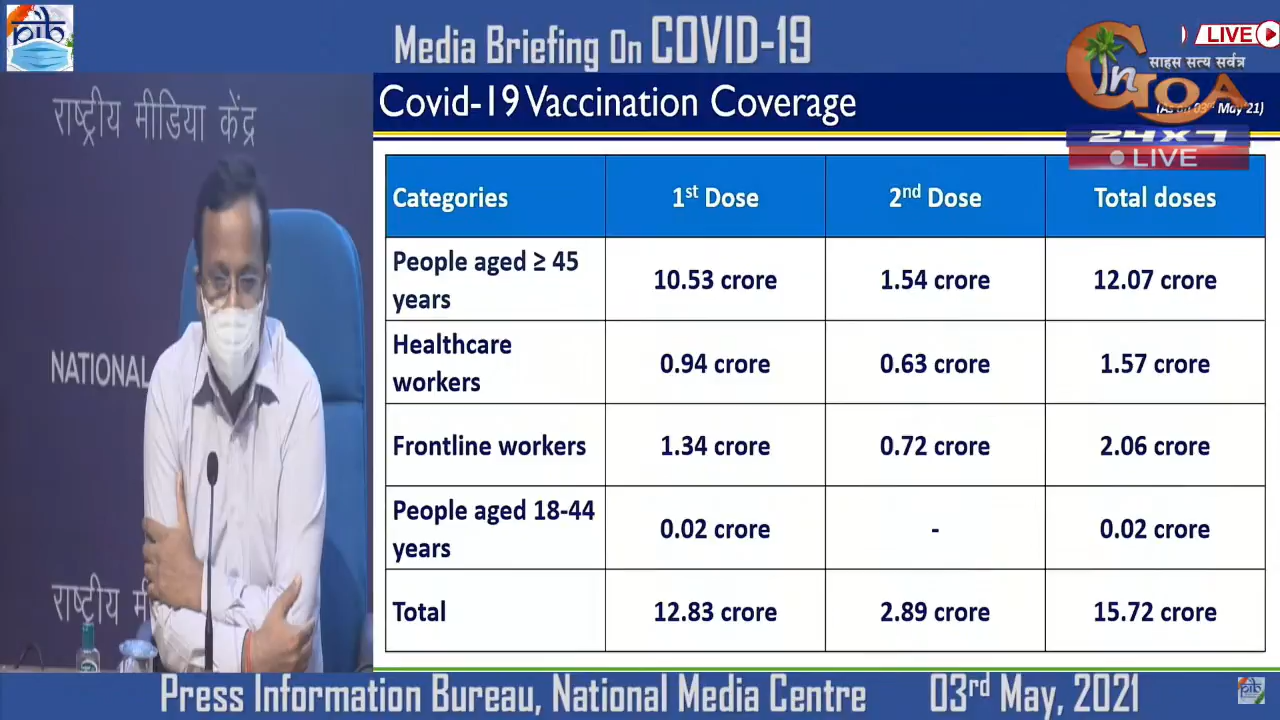 Media Briefing On COVID-19
LIVE
साहस सत्य सर्वत्र
in GOA
24X7
LIVE
pib
राष्ट्रीय मीडिया केंद्र
NATIONAL
राष्ट्रीय
Covid-19 Vaccination Coverage
May'21)
Categories 1st Dose 2nd Dose Total doses
People aged ≥ 45 years 10.53 crore 1.54 crore 12.07 crore
Healthcare workers 0.94 crore 0.63 crore 1.57 crore
Frontline workers 1.34 crore 0.72 crore 2.06 crore
People aged 18-44 years 0.02 crore - 0.02 crore
Total 12.83 crore 2.89 crore 15.72 crore
Press Information Bureau, National Media Centre 03rd May, 2021
pib